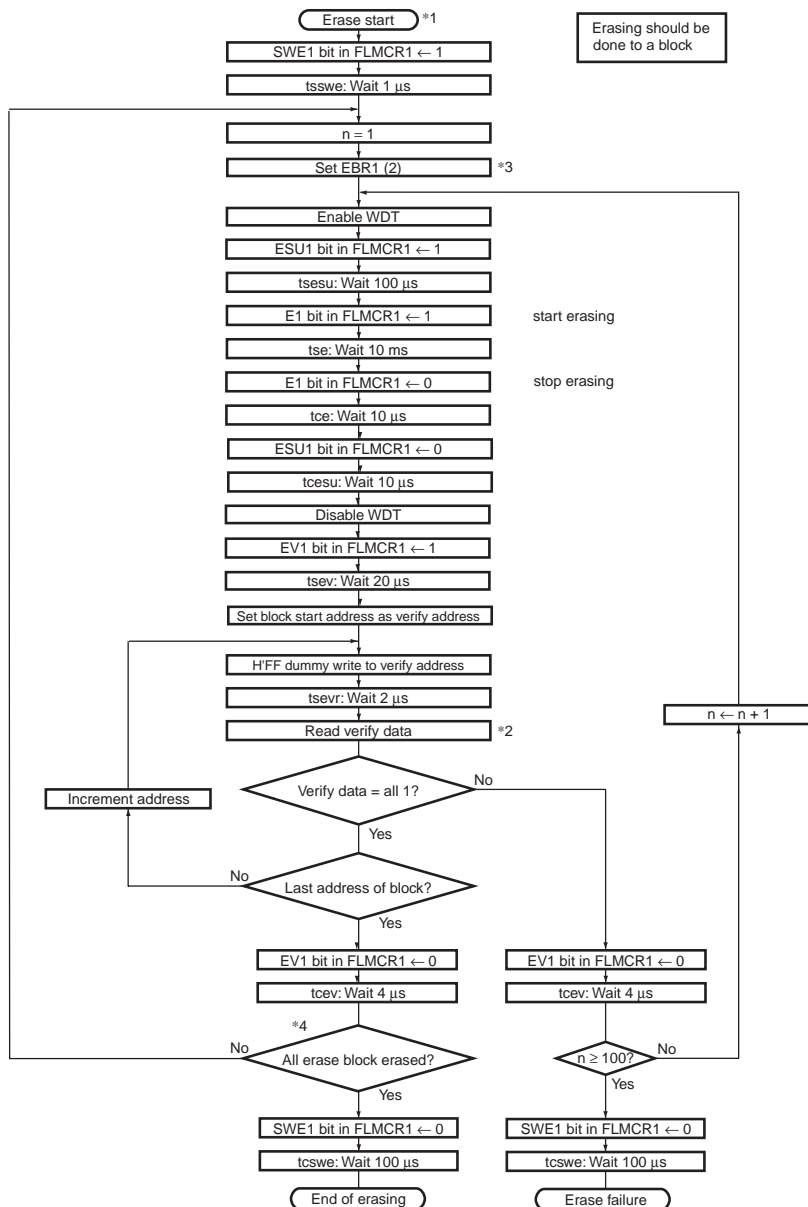 Erase start
*1
Erasing should be
done to a block
SWE1 bit in FLMCR1 ← 1
tsswe: Wait 1 μs
n = 1
Set EBR1 (2)
*3
Enable WDT
ESU1 bit in FLMCR1 ← 1
tsesu: Wait 100 μs
E1 bit in FLMCR1 ← 1
start erasing
tse: Wait 10 ms
E1 bit in FLMCR1 ← 0
stop erasing
tce: Wait 10 μs
ESU1 bit in FLMCR1 ← 0
tcesu: Wait 10 μs
Disable WDT
EV1 bit in FLMCR1 ← 1
tsev: Wait 20 μs
Set block start address as verify address
H'FF dummy write to verify address
tsevr: Wait 2 μs
n ← n + 1
Read verify data
*2
No
Increment address
Verify data = all 1?
Yes
No
Last address of block?
Yes
EV1 bit in FLMCR1 ← 0
EV1 bit in FLMCR1 ← 0
tcev: Wait 4 μs
tcev: Wait 4 μs
*4
No
All erase block erased?
n ≥ 100?
No
Yes
Yes
SWE1 bit in FLMCR1 ← 0
SWE1 bit in FLMCR1 ← 0
tcswe: Wait 100 μs
tcswe: Wait 100 μs
End of erasing
Erase failure